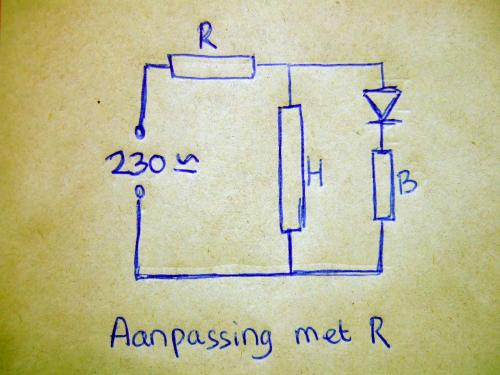 R
230 ≃
H
B
Aanpassing met R